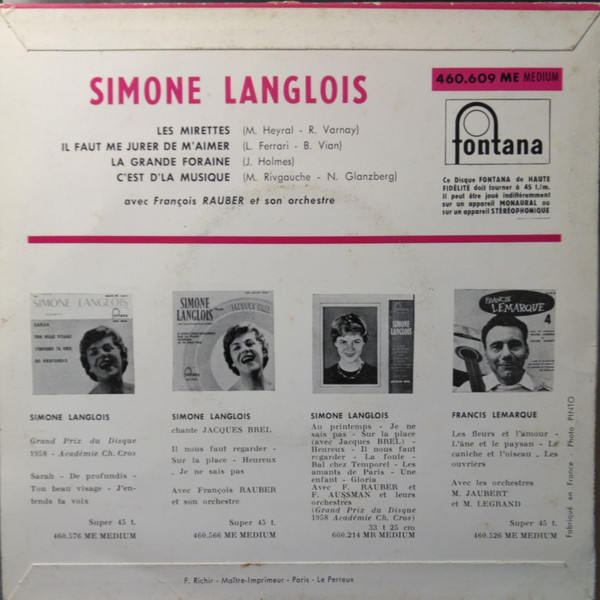 SIMONE LANGLOIS
460.609 ME MEDIUM
LES MIRETTES (M. Heyral - R. Varnay)
IL FAUT ME JURER DE M'AIMER (L. Ferrari - B. Vian)
LA GRANDE FORAINE (J. Holmes)
C'EST D'LA MUSIQUE (M. Rivgauche - N. Glanzberg)
avec François RAUBER et son orchestre
fontana
Ce Disque FONTANA de HAUTE
FIDÉLITÉ doit tourner à 45 t./m.
Il peut être joué indifféremment
sur un appareil MONAURAL ou
sur un appareil STÉRÉOPHONIQUE
SIMONE LANGLOIS
SARAH
TON BEAU VISAGE
J'ENTENDS TA VOIX
DE PROFUNDIS
SIMONE
LANGLOIS
JACQUES BREL
SIMONE
LANGLOIS
FRANCIS
LEMARQUE
4
SIMONE LANGLOIS
Grand Prix du Disque
1958 - Académie Ch. Cros
Sarah - De profundis -
Ton beau visage - J'en-
tends ta voix
Super 45 t.
460.576 ME MEDIUM
SIMONE LANGLOIS
chante JACQUES BREL
Il nous faut regarder -
Sur la place - Heureux
- Je ne sais pas
Avec François RAUBER
et son orchestre
Super 45 t.
460.566 ME MEDIUM
SIMONE LANGLOIS
Au printemps - Je ne
sais pas - Sur la place
(avec Jacques BREL) -
Heureux - Il nous faut
regarder - La foule -
Bal chez Temporel - Les
amants de Paris - Une
enfant - Gloria
Avec F. RAUBER et
F. AUSSMAN et leurs
orchestres
(Grand Prix du Disque
1958 Académie Ch. Cros)
33 t 25 cm
660.214 MR MEDIUM
FRANCIS LEMARQUE
Les fleurs et l'amour -
L'âne et le paysan - Le
caniche et l'oiseau - Les
ouvriers
Avec les orchestres
M. JAUBERT
et M. LEGRAND
Super 45 t.
460.526 ME MEDIUM
Fabriqué en France - Photo PINTO
F. Richir - Maître-Imprimeur - Paris - Le Perreux